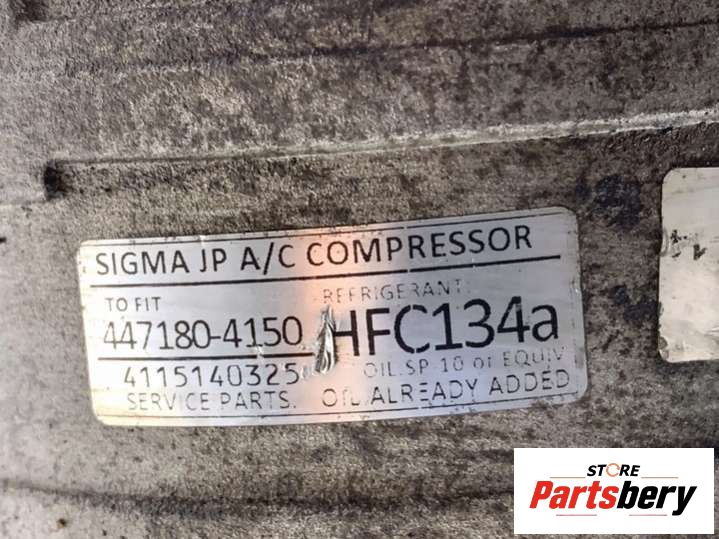 SIGMA JP A/C COMPRESSOR
TO FIT
REFRIGERANT:
447180-4150
HFC134a
4115140325
OIL.SP-10 or EQUIV
SERVICE PARTS.
OIL ALREADY ADDED
STORE
Partsbery